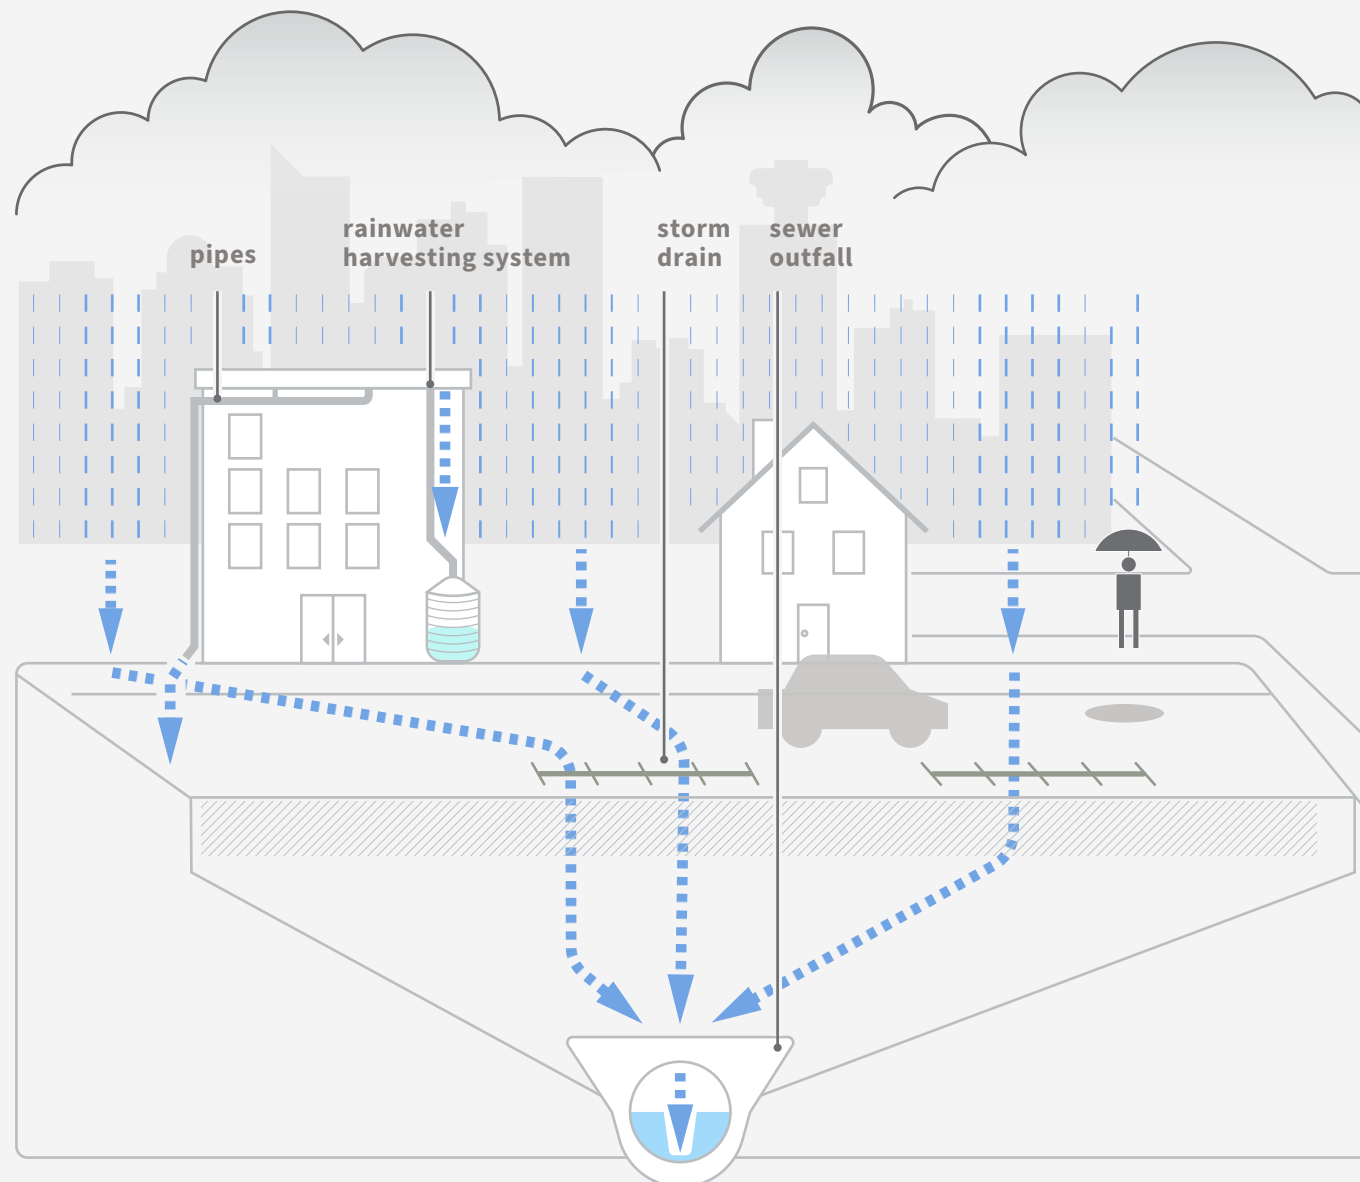 pipes
rainwater
harvesting system
storm
drain
sewer
outfall